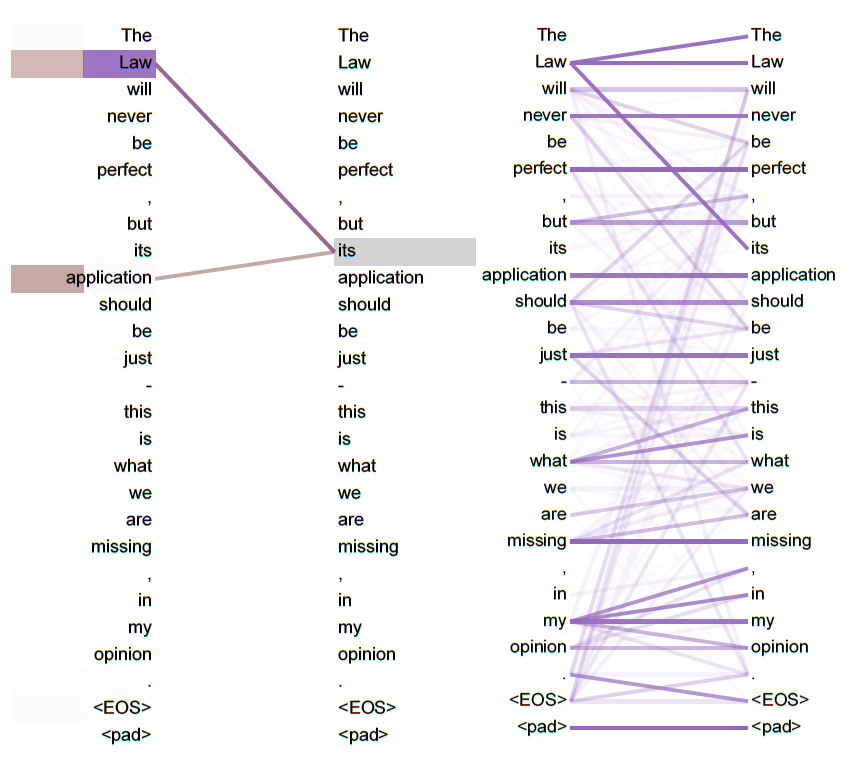 The The The The
Law Law Law Law
will will will will
never never never never
be be be be
perfect perfect perfect perfect
, , , ,
but but but but
its its its its
application application application application
should should should should
be be be be
just just just just
- - - -
this this this this
is is is is
what what what what
we we we we
are are are are
missing missing missing missing
, , , ,
in in in in
my my my my
opinion opinion opinion opinion
. . . .
<EOS> <EOS> <EOS> <EOS>
<pad> <pad> <pad> <pad>